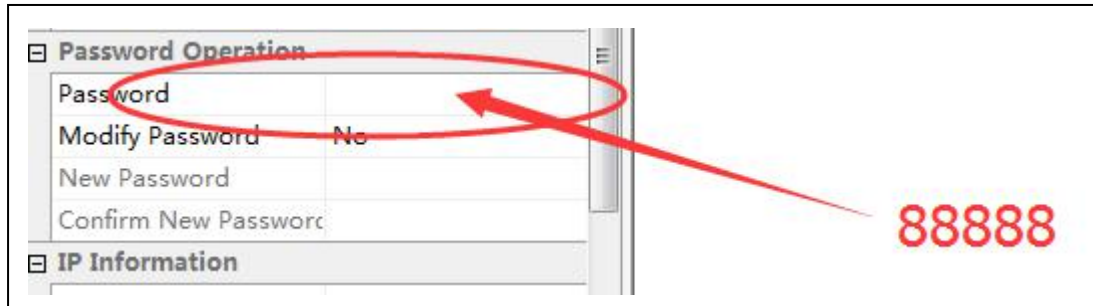 Password Operation
Password
Modify Password No
New Password
Confirm New Passworc
IP Information
88888